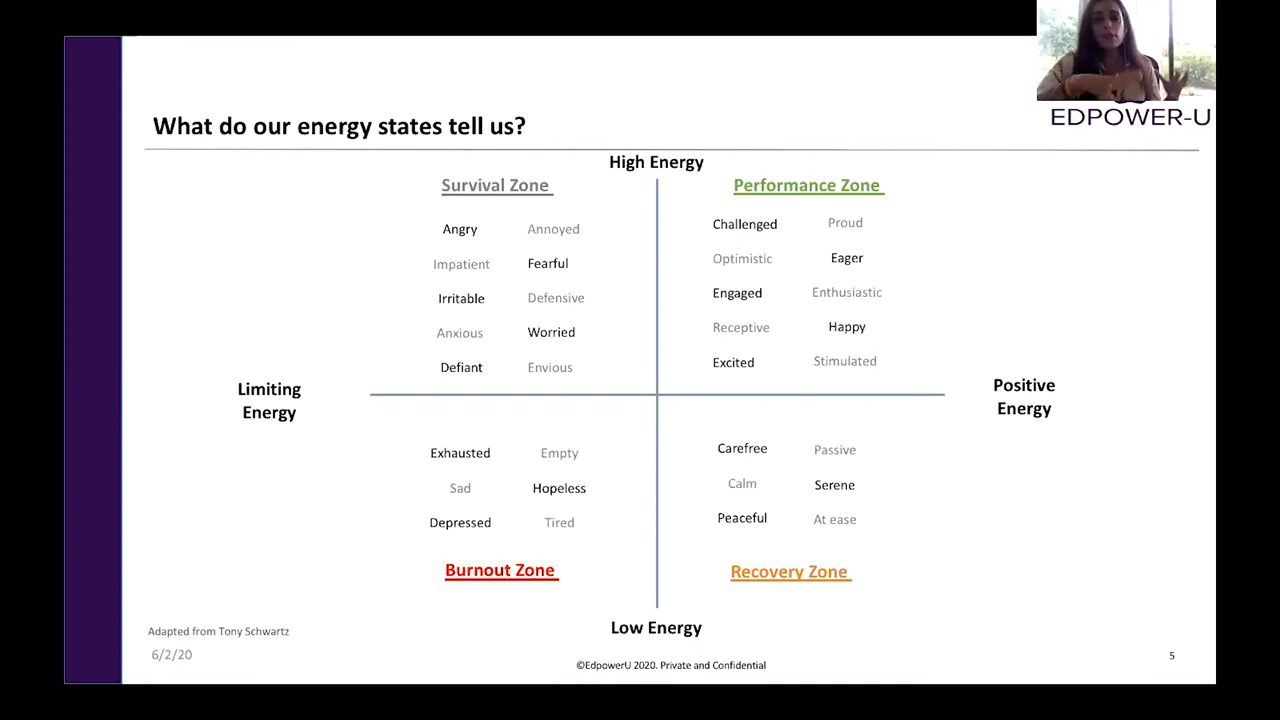 EDPOWER-U
What do our energy states tell us?
High Energy
Survival Zone
Performance Zone
Angry Annoyed
Impatient Fearful
Irritable Defensive
Anxious Worried
Defiant Envious
Challenged Proud
Optimistic Eager
Engaged Enthusiastic
Receptive Happy
Excited Stimulated
Limiting
Energy
Positive
Energy
Exhausted Empty
Sad Hopeless
Depressed Tired
Burnout Zone
Carefree Passive
Calm Serene
Peaceful At ease
Recovery Zone
Low Energy
Adapted from Tony Schwartz
6/2/20
©EdpowerU 2020. Private and Confidential
5